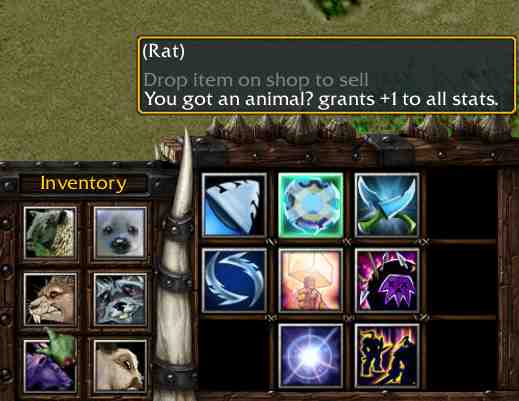 (Rat)
Drop item on shop to sell
You got an animal? grants +1 to all stats.
Inventory